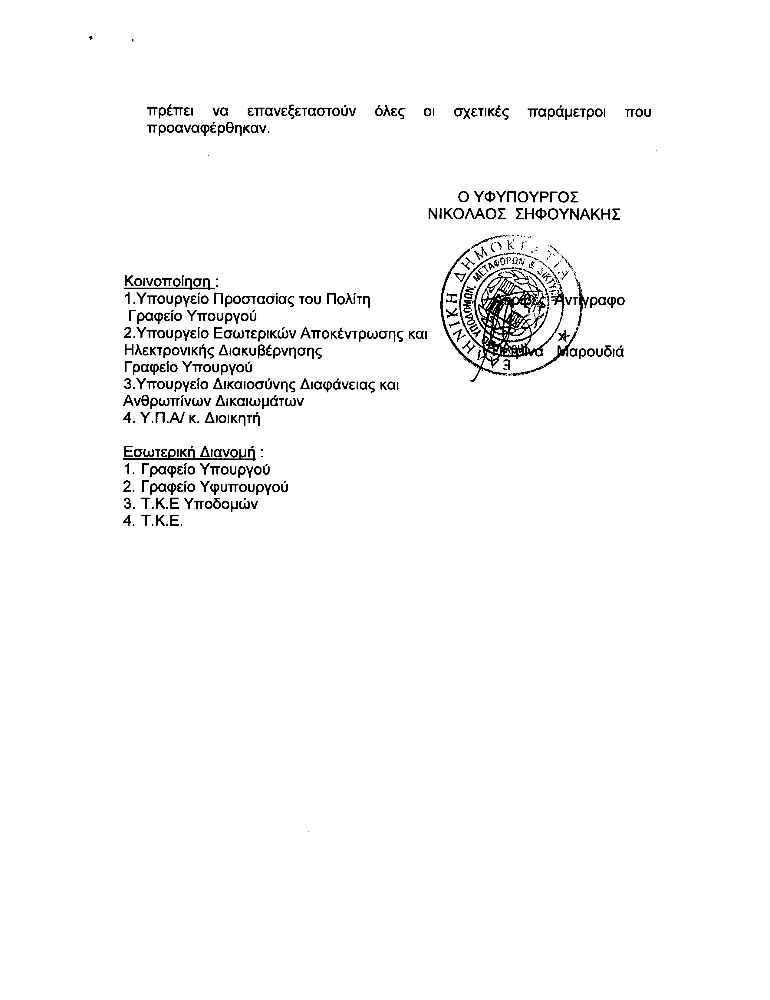 πρέπει να επανεξεταστούν όλες οι σχετικές παράμετροι που
προαναφέρθηκαν.
Ο ΥΦΥΠΟΥΡΓΟΣ
ΝΙΚΟΛΑΟΣ ΣΗΦΟΥΝΑΚΗΣ
ΕΛΛΗΝΙΚΗ ΔΗΜΟΚΡΑΤΙΑ
ΥΠΟΔΟΜΩΝ, ΜΕΤΑΦΟΡΩΝ & ΔΙΚΤΥΩΝ
Ακριβές Αντίγραφο
Μαρουδιά
Κοινοποίηση :
1.Υπουργείο Προστασίας του Πολίτη
Γραφείο Υπουργού
2.Υπουργείο Εσωτερικών Αποκέντρωσης και
Ηλεκτρονικής Διακυβέρνησης
Γραφείο Υπουργού
3.Υπουργείο Δικαιοσύνης Διαφάνειας και
Ανθρωπίνων Δικαιωμάτων
4. Υ.Π.Α/ κ. Διοικητή
Εσωτερική Διανομή :
1. Γραφείο Υπουργού
2. Γραφείο Υφυπουργού
3. Τ.Κ.Ε Υποδομών
4. Τ.Κ.Ε.